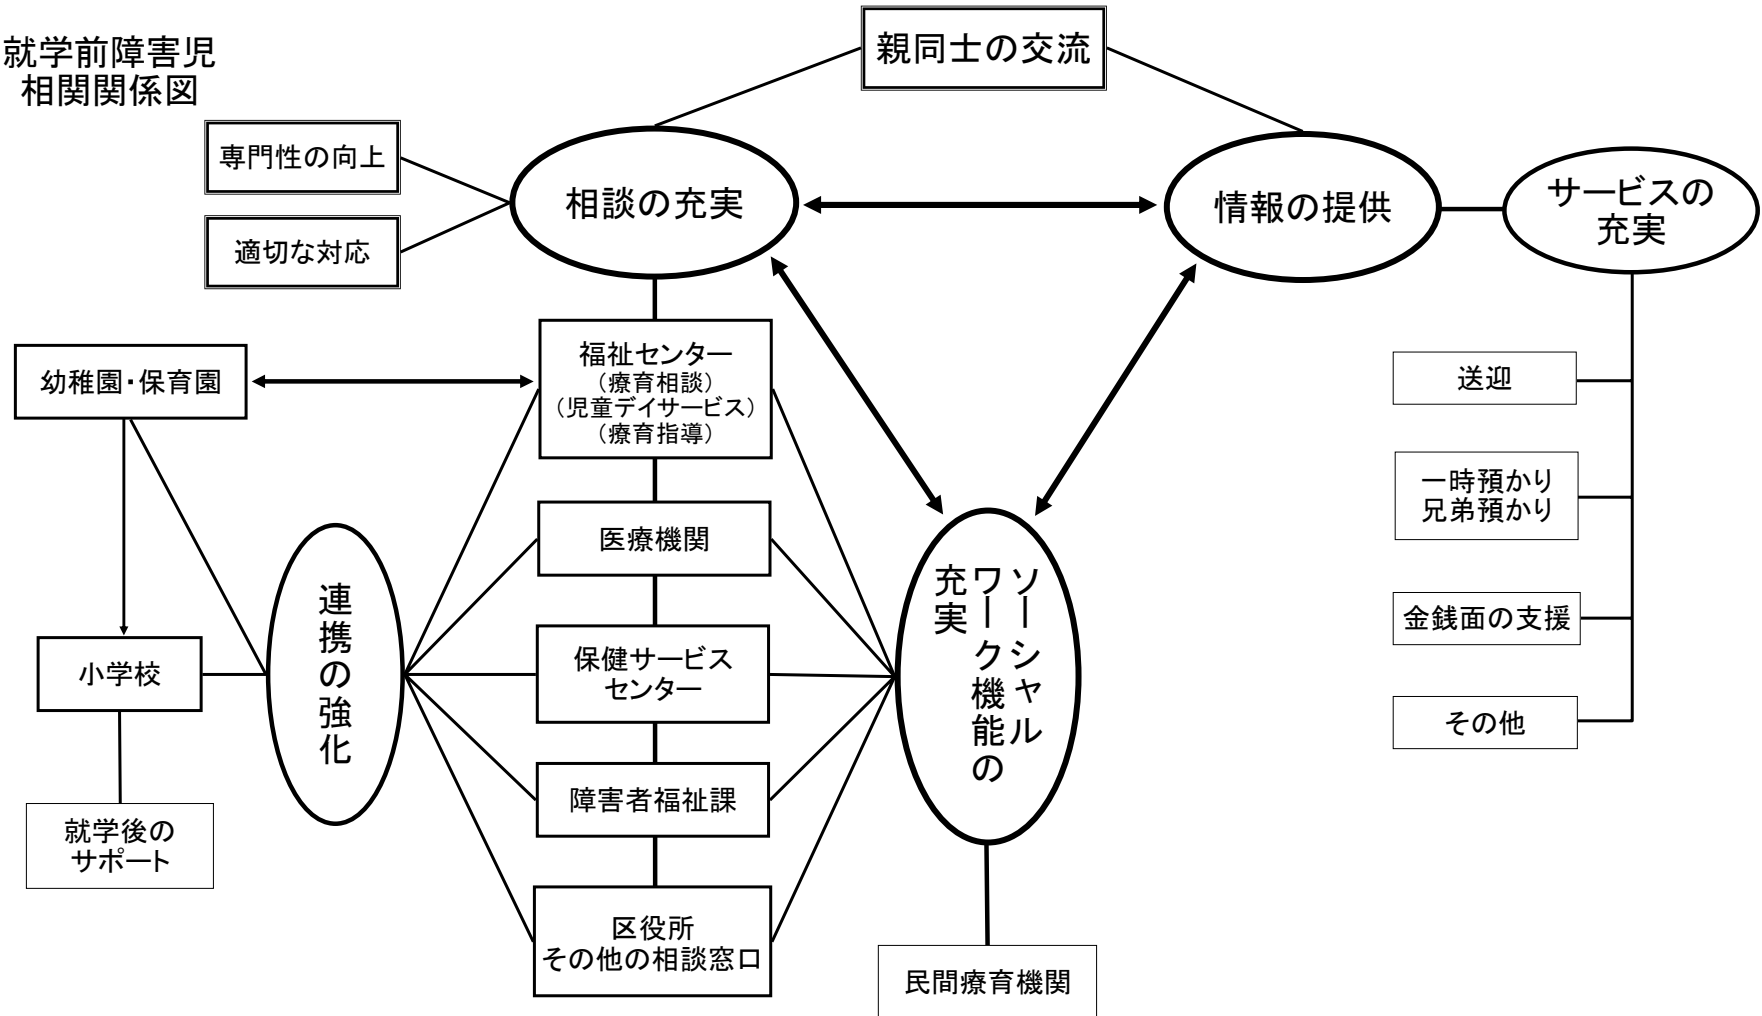 就学前障害児
相関関係図
親同士の交流
専門性の向上
適切な対応
相談の充実
情報の提供
サービスの
充実
幼稚園・保育園
福祉センター
（療育相談）
（児童デイサービス）
（療育指導）
送迎
一時預かり
兄弟預かり
医療機関
連携の強化
ソーシャル
ワーク機能の
充実
金銭面の支援
小学校
保健サービス
センター
その他
障害者福祉課
就学後の
サポート
区役所
その他の相談窓口
民間療育機関